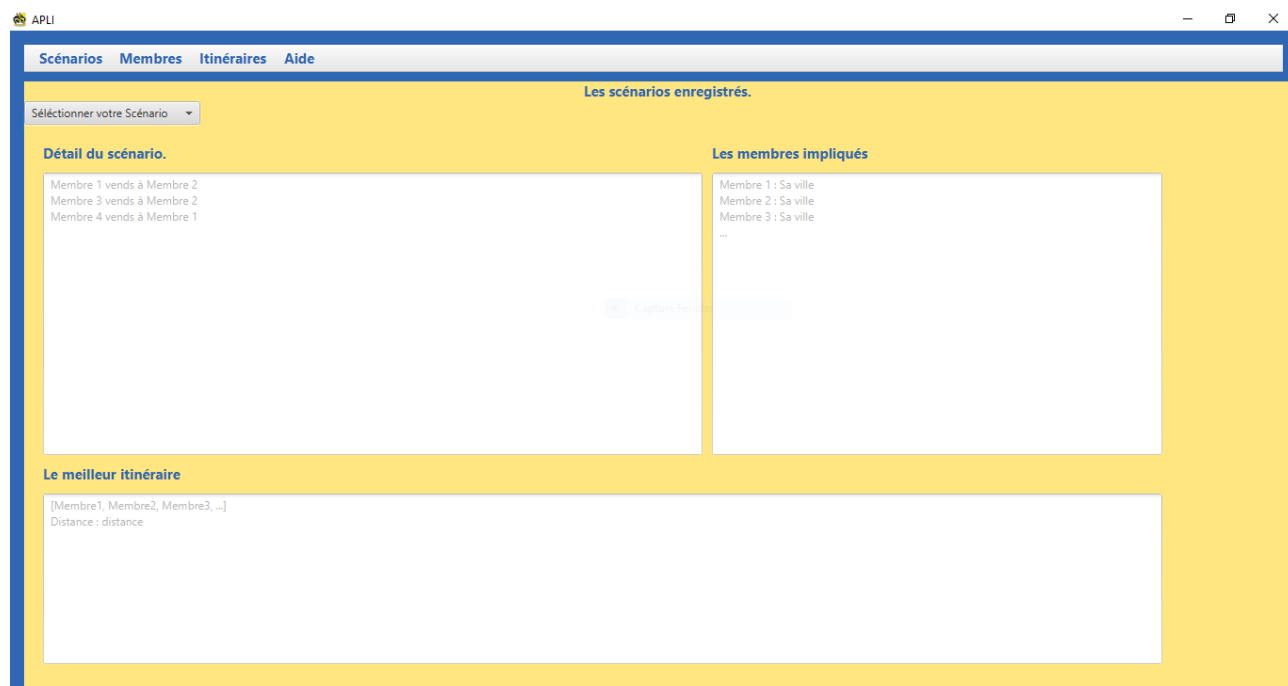 APLI
Scénarios Membres Itinéraires Aide
Les scénarios enregistrés.
Séléctionner votre Scénario
Détail du scénario.
Membre 1 vends à Membre 2
Membre 3 vends à Membre 2
Membre 4 vends à Membre 1
Les membres impliqués
Membre 1 : Sa ville
Membre 2 : Sa ville
Membre 3 : Sa ville
...
Capture
Le meilleur itinéraire
[Membre1, Membre2, Membre3, ...]
Distance : distance